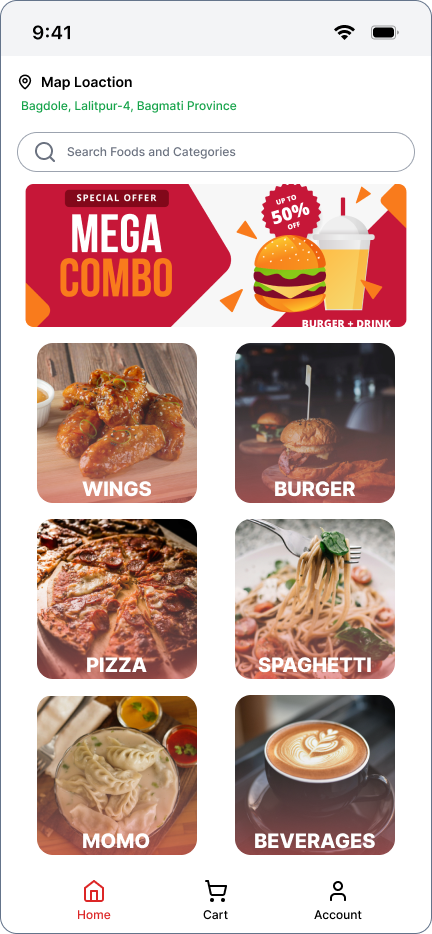 9:41
Map Loaction
Bagdole, Lalitpur-4, Bagmati Province
Search Foods and Categories
SPECIAL OFFER
MEGA
COMBO
UP TO
50%
OFF
BURGER + DRINK
WINGS
BURGER
PIZZA
SPAGHETTI
MOMO
BEVERAGES
Home
Cart
Account